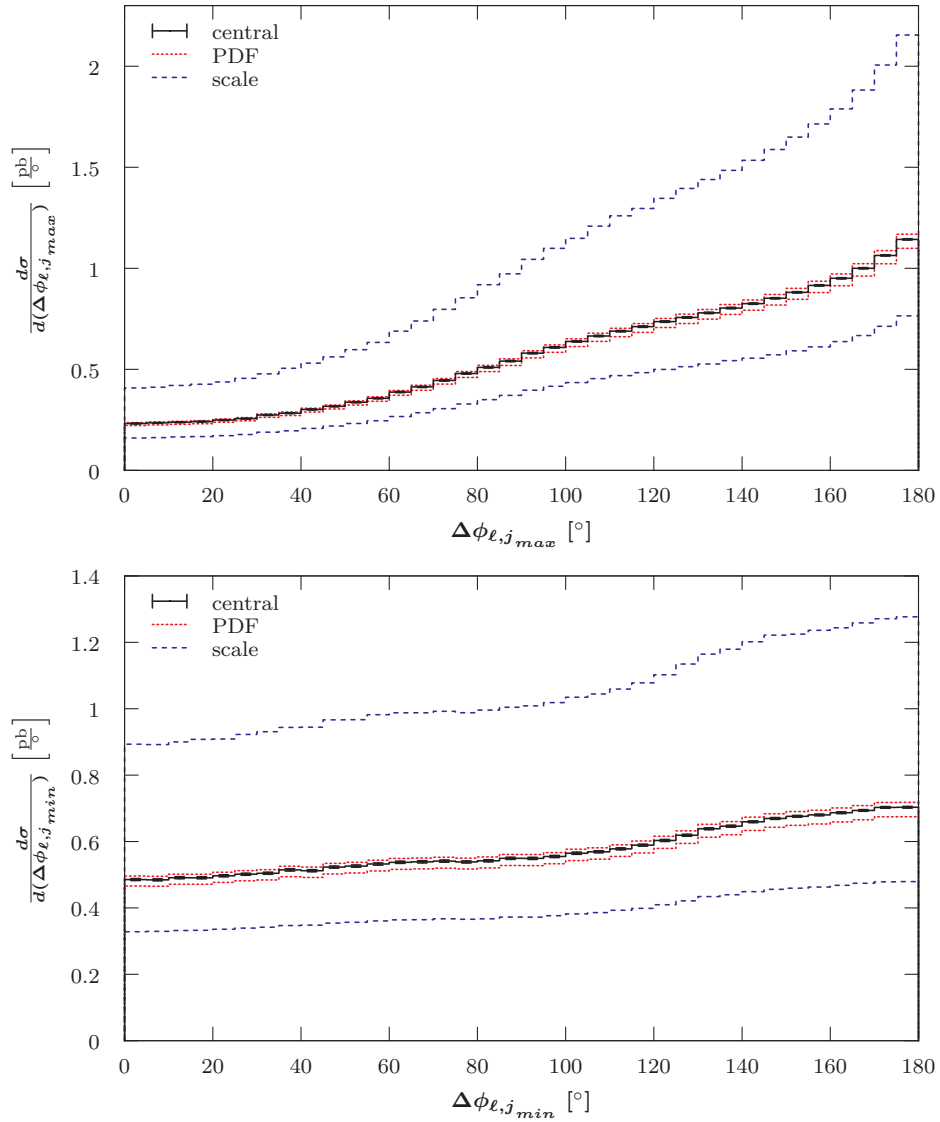 central
PDF
scale
2
1.5
1
0.5
0
dσ
d(Δϕℓ,jmax)
[pb/°]
0 20 40 60 80 100 120 140 160 180
Δϕℓ,jmax [°]
central
PDF
scale
1.4
1.2
1
0.8
0.6
0.4
0.2
0
dσ
d(Δϕℓ,jmin)
[pb/°]
0 20 40 60 80 100 120 140 160 180
Δϕℓ,jmin [°]